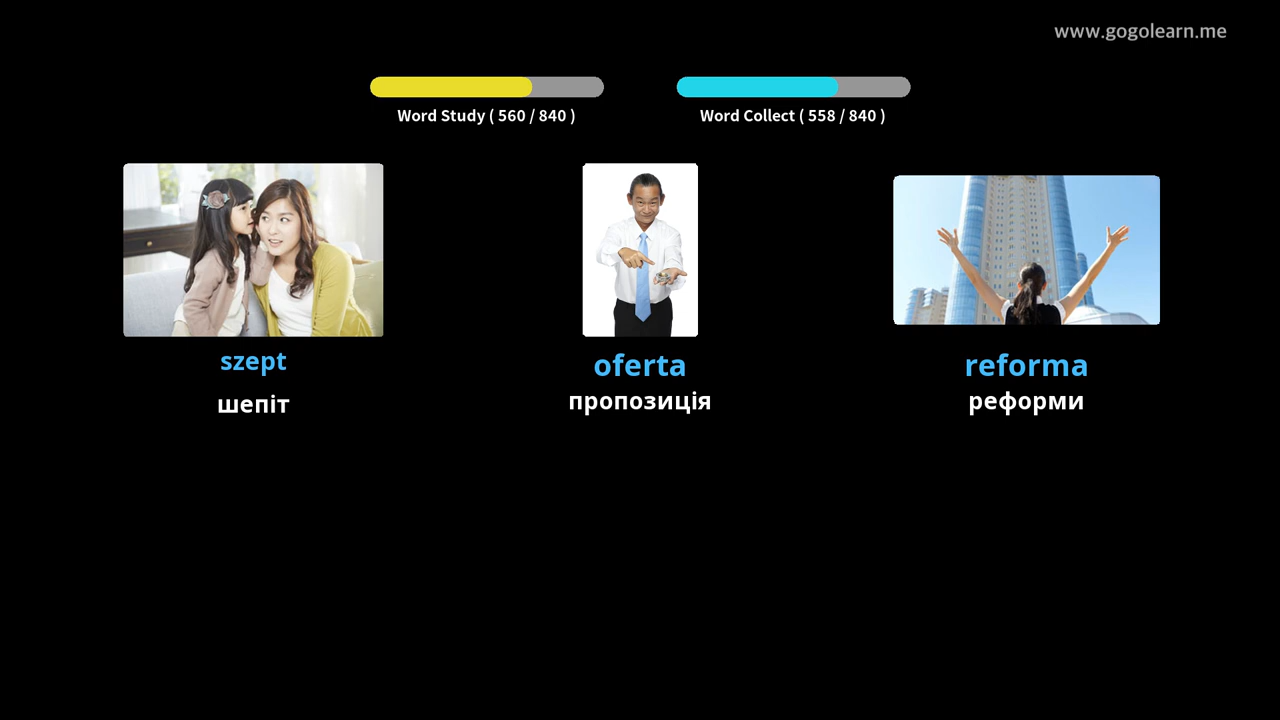 www.gogolearn.me
Word Study ( 560 / 840 )
Word Collect ( 558 / 840 )
szept
шепіт
oferta
пропозиція
reforma
реформи